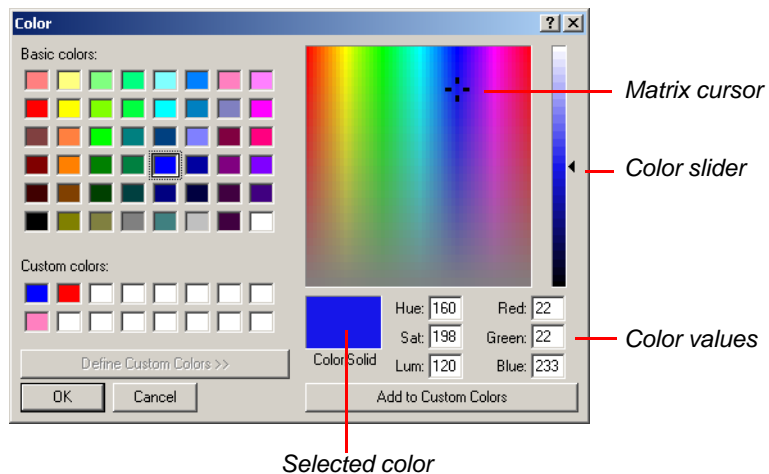 Color
Basic colors:
Matrix cursor
Color slider
Custom colors:
Hue: 160 Red: 22
Sat: 198 Green: 22
Color|Solid Lum: 120 Blue: 233
Color values
Define Custom Colors >>
OK Cancel Add to Custom Colors
Selected color